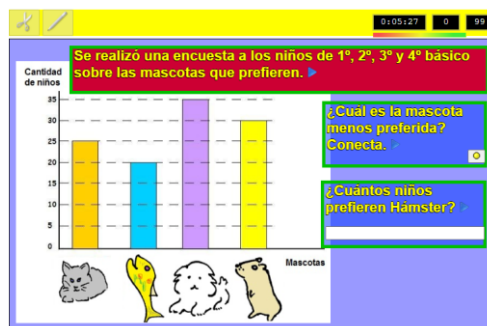 0:05:27 0 99
Se realizó una encuesta a los niños de 1º, 2º, 3º y 4º básico
sobre las mascotas que prefieren.
Cantidad
de niños
35
30
25
20
15
10
5
0
Mascotas
¿Cuál es la mascota
menos preferida?
Conecta.
¿Cuántos niños
prefieren Hámster?